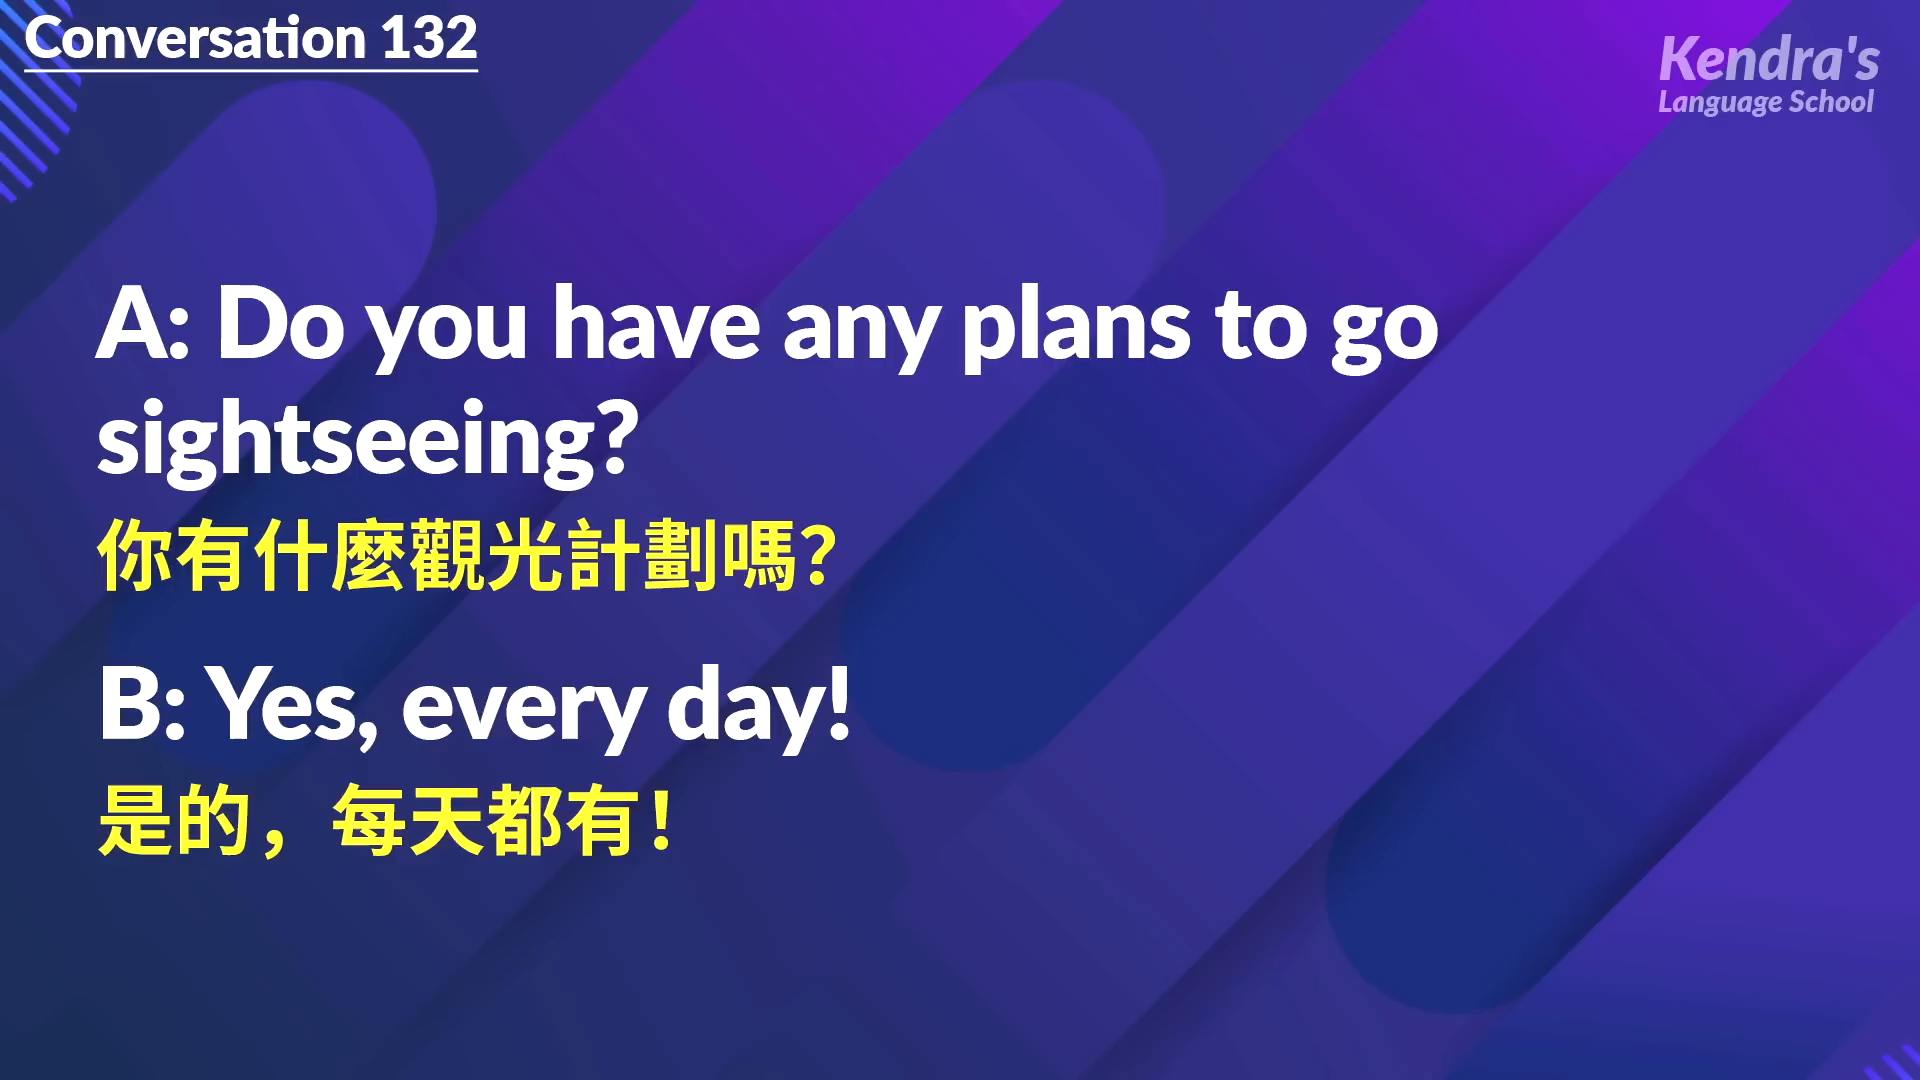 Conversation 132
Kendra's
Language School
A: Do you have any plans to go
sightseeing?
你有什麼觀光計劃嗎?
B: Yes, every day!
是的，每天都有！